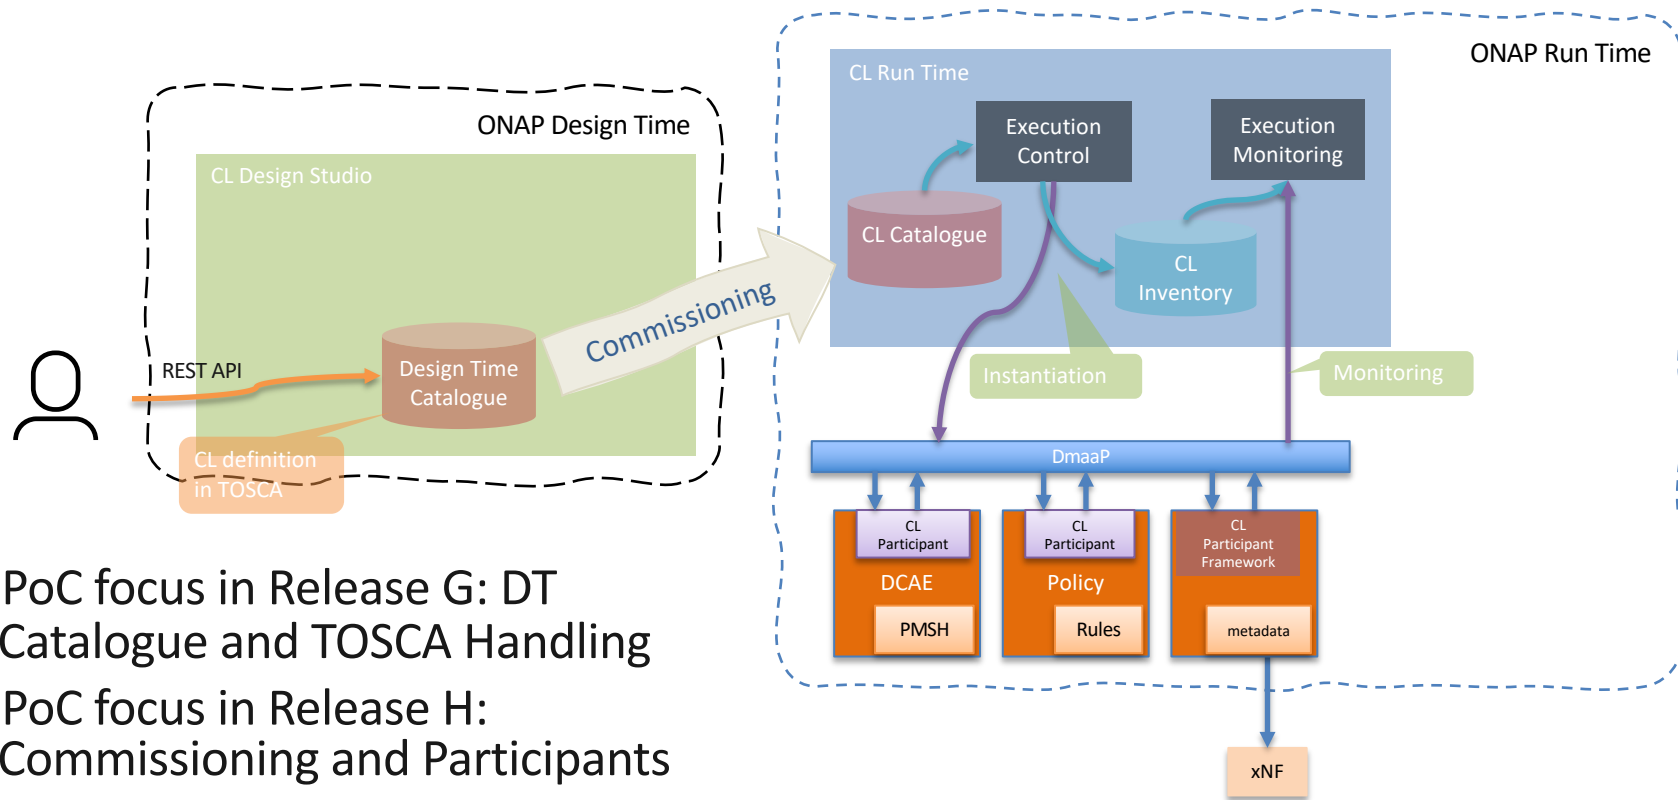 ONAP Design Time
CL Design Studio
REST API
Design Time
Catalogue
CL definition
in TOSCA
Commissioning
ONAP Run Time
CL Run Time
Execution
Control
Execution
Monitoring
CL Catalogue
CL
Inventory
Instantiation
Monitoring
DmaaP
CL
Participant
DCAE
PMSH
CL
Participant
Policy
Rules
CL
Participant
Framework
metadata
xNF
PoC focus in Release G: DT
Catalogue and TOSCA Handling
PoC focus in Release H:
Commissioning and Participants